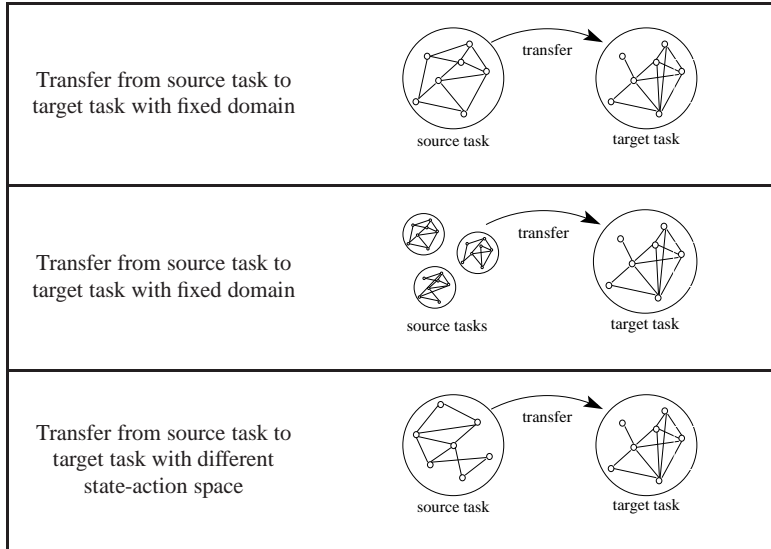 Transfer from source task to
target task with fixed domain
transfer
source task
target task
Transfer from source task to
target task with fixed domain
transfer
source tasks
target task
Transfer from source task to
target task with different
state-action space
transfer
source task
target task